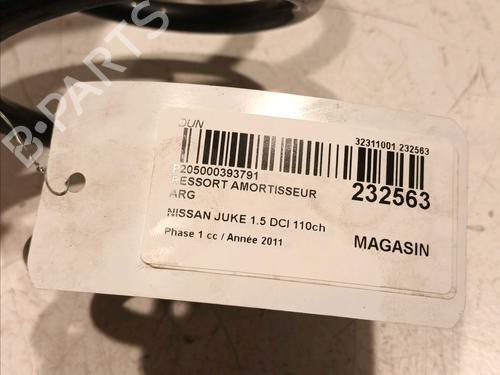 B-PARTS
DUN
32311001 232563
P205000393791
RESSORT AMORTISSEUR
232563
ARG
NISSAN JUKE 1.5 DCI 110ch
MAGASIN
Phase 1 cc / Année 2011